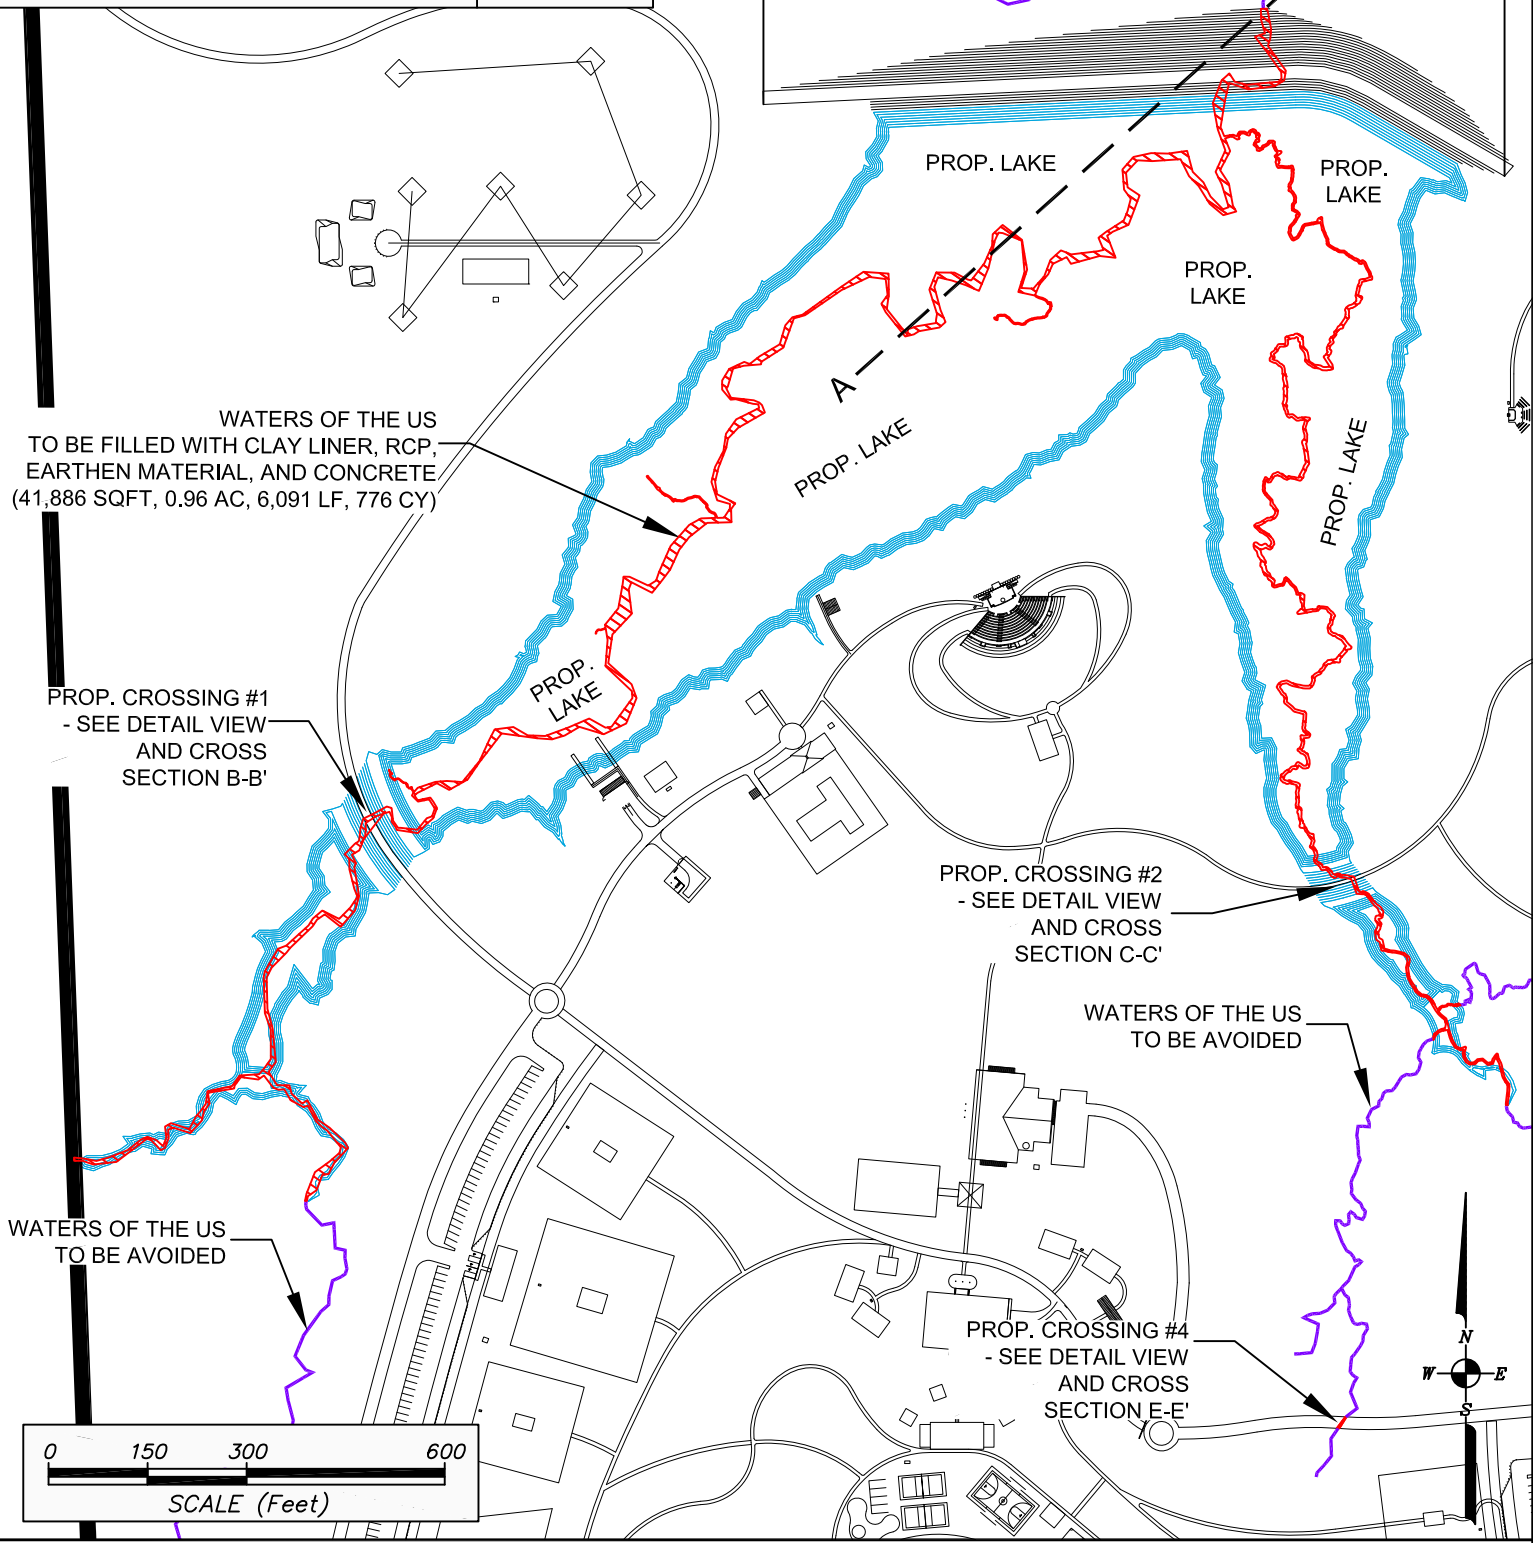 PROP. LAKE
PROP.
LAKE
PROP.
LAKE
A
WATERS OF THE US
TO BE FILLED WITH CLAY LINER, RCP,
EARTHEN MATERIAL, AND CONCRETE
(41,886 SQFT, 0.96 AC, 6,091 LF, 776 CY)
PROP. LAKE
PROP. LAKE
PROP.
LAKE
PROP. CROSSING #1
- SEE DETAIL VIEW
AND CROSS
SECTION B-B'
PROP. CROSSING #2
- SEE DETAIL VIEW
AND CROSS
SECTION C-C'
WATERS OF THE US
TO BE AVOIDED
WATERS OF THE US
TO BE AVOIDED
PROP. CROSSING #4
- SEE DETAIL VIEW
AND CROSS
SECTION E-E'
N
W E
S
0 150 300 600
SCALE (Feet)